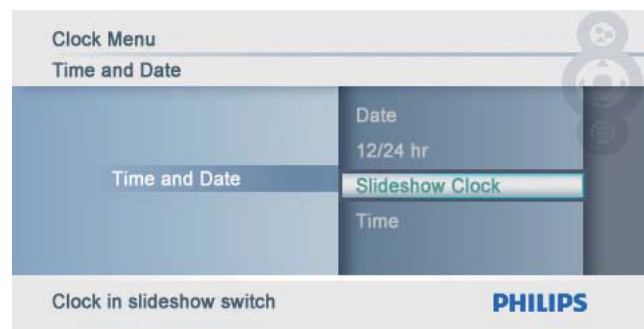 Clock Menu
Time and Date
Date
12/24 hr
Time and Date
Slideshow Clock
Time
Clock in slideshow switch
PHILIPS